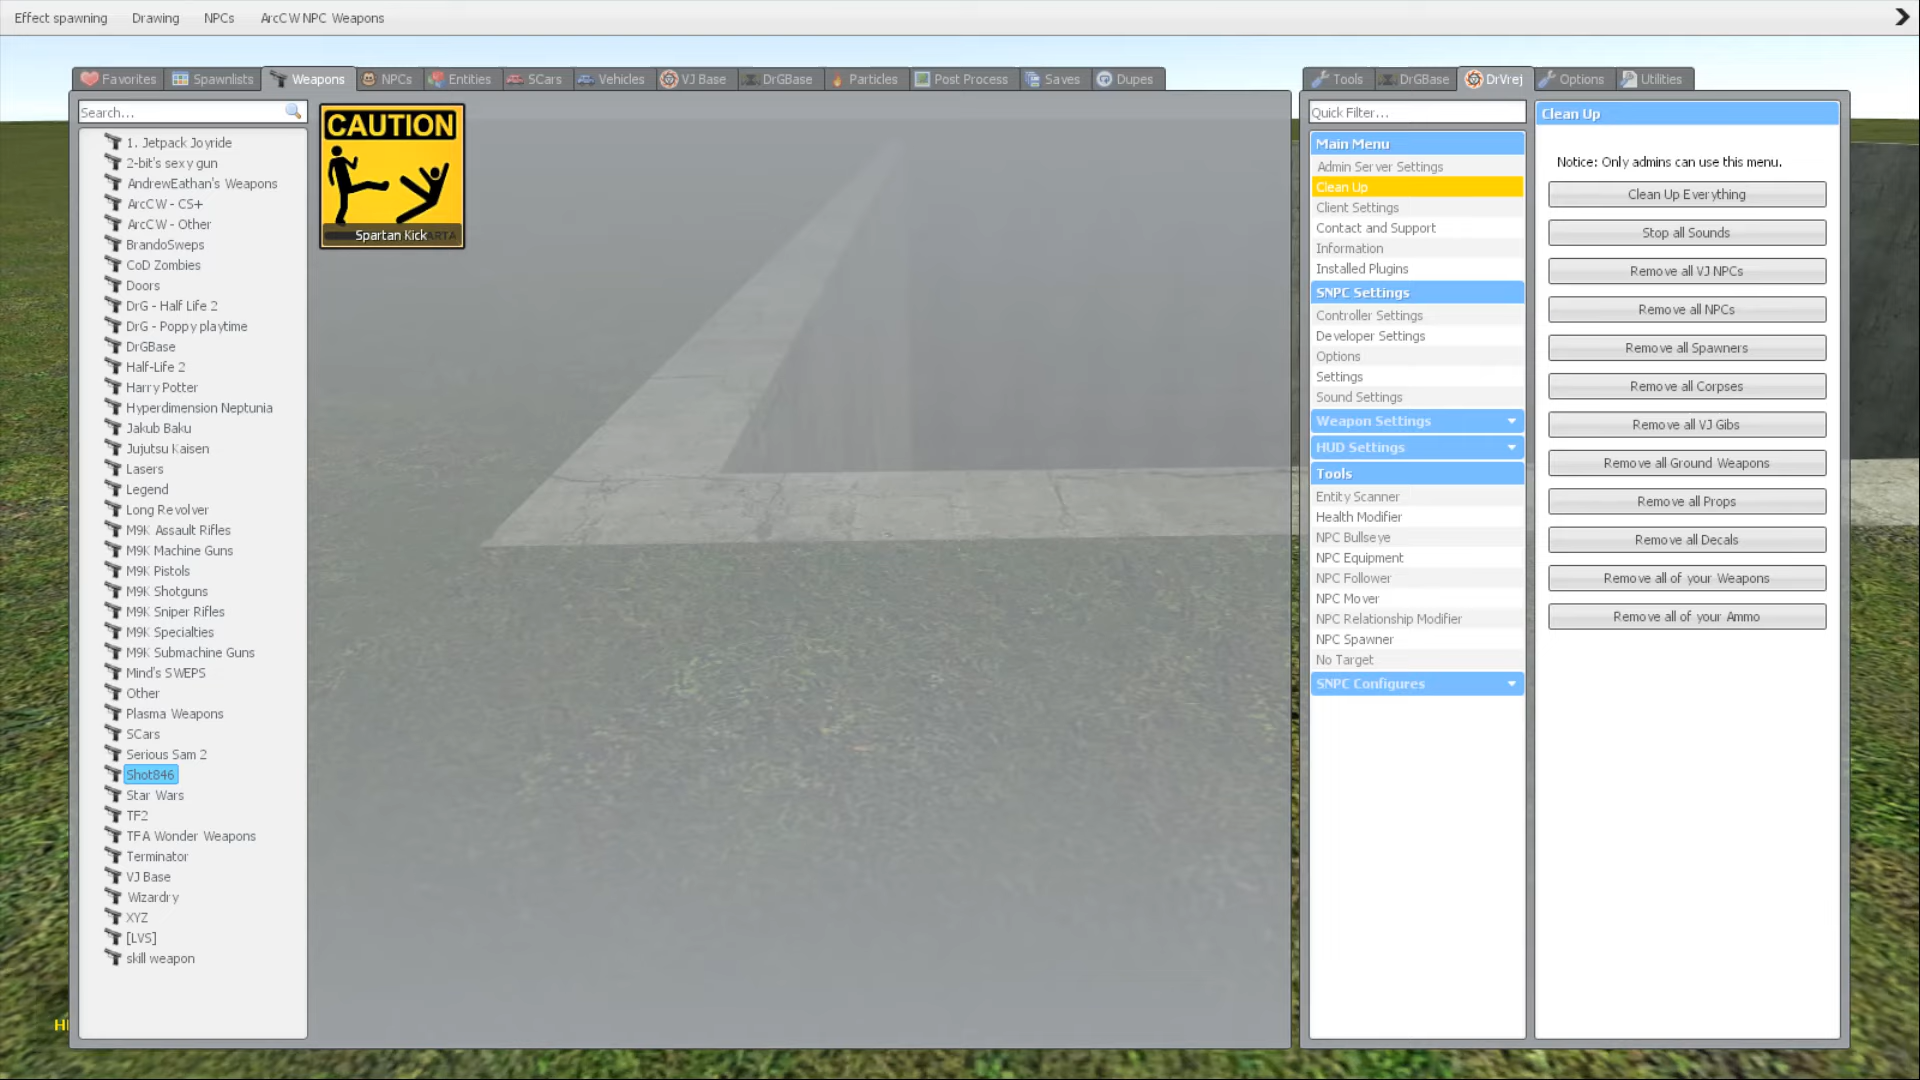 Effect spawning Drawing NPCs ArcCW NPC Weapons
Favorites Spawnlists Weapons NPCs Entities SCars Vehicles VJ Base DrGBase Particles Post Process Saves Dupes
Search...
1. Jetpack Joyride
2-bit's sexy gun
AndrewEathan's Weapons
ArcCW - CS+
ArcCW - Other
BrandoSweps
CoD Zombies
Doors
DrG - Half Life 2
DrG - Poppy playtime
DrGBase
Half-Life 2
Harry Potter
Hyperdimension Neptunia
Jakub Baku
Jujutsu Kaisen
Lasers
Legend
Long Revolver
M9K Assault Rifles
M9K Machine Guns
M9K Pistols
M9K Shotguns
M9K Sniper Rifles
M9K Specialties
M9K Submachine Guns
Mind's SWEPS
Other
Plasma Weapons
SCars
Serious Sam 2
Shot846
Star Wars
TF2
TFA Wonder Weapons
Terminator
VJ Base
Wizardry
XYZ
[LVS]
skill weapon
CAUTION
Spartan Kick
Tools DrGBase DrVrej Options Utilities
Quick Filter...
Main Menu
Admin Server Settings
Clean Up
Client Settings
Contact and Support
Information
Installed Plugins
SNPC Settings
Controller Settings
Developer Settings
Options
Settings
Sound Settings
Weapon Settings
HUD Settings
Tools
Entity Scanner
Health Modifier
NPC Bullseye
NPC Equipment
NPC Follower
NPC Mover
NPC Relationship Modifier
NPC Spawner
No Target
SNPC Configures
Clean Up
Notice: Only admins can use this menu.
Clean Up Everything
Stop all Sounds
Remove all VJ NPCs
Remove all NPCs
Remove all Spawners
Remove all Corpses
Remove all VJ Gibs
Remove all Ground Weapons
Remove all Props
Remove all Decals
Remove all of your Weapons
Remove all of your Ammo